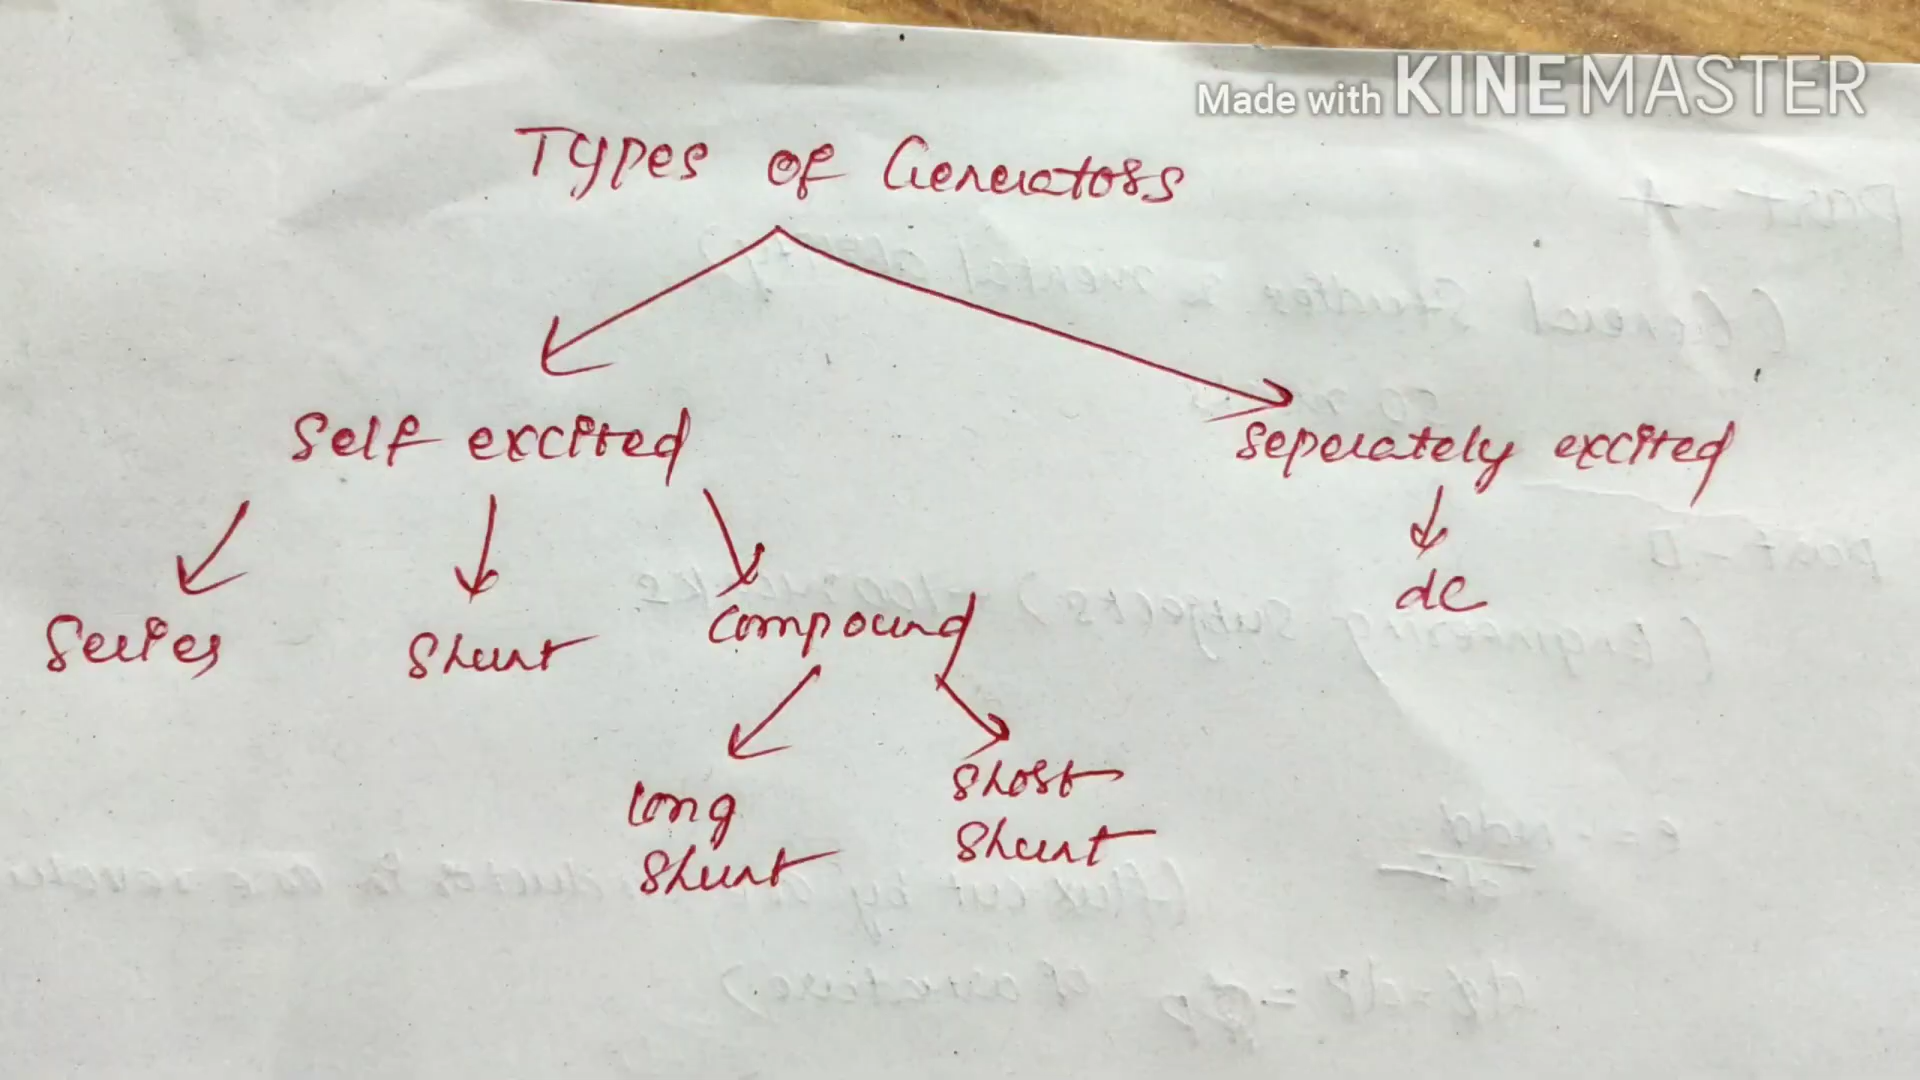 Made with KINEMASTER
Types of Generators
Self excited
seperately excited
dc
Series
Shunt
compound
long
shunt
short
shunt